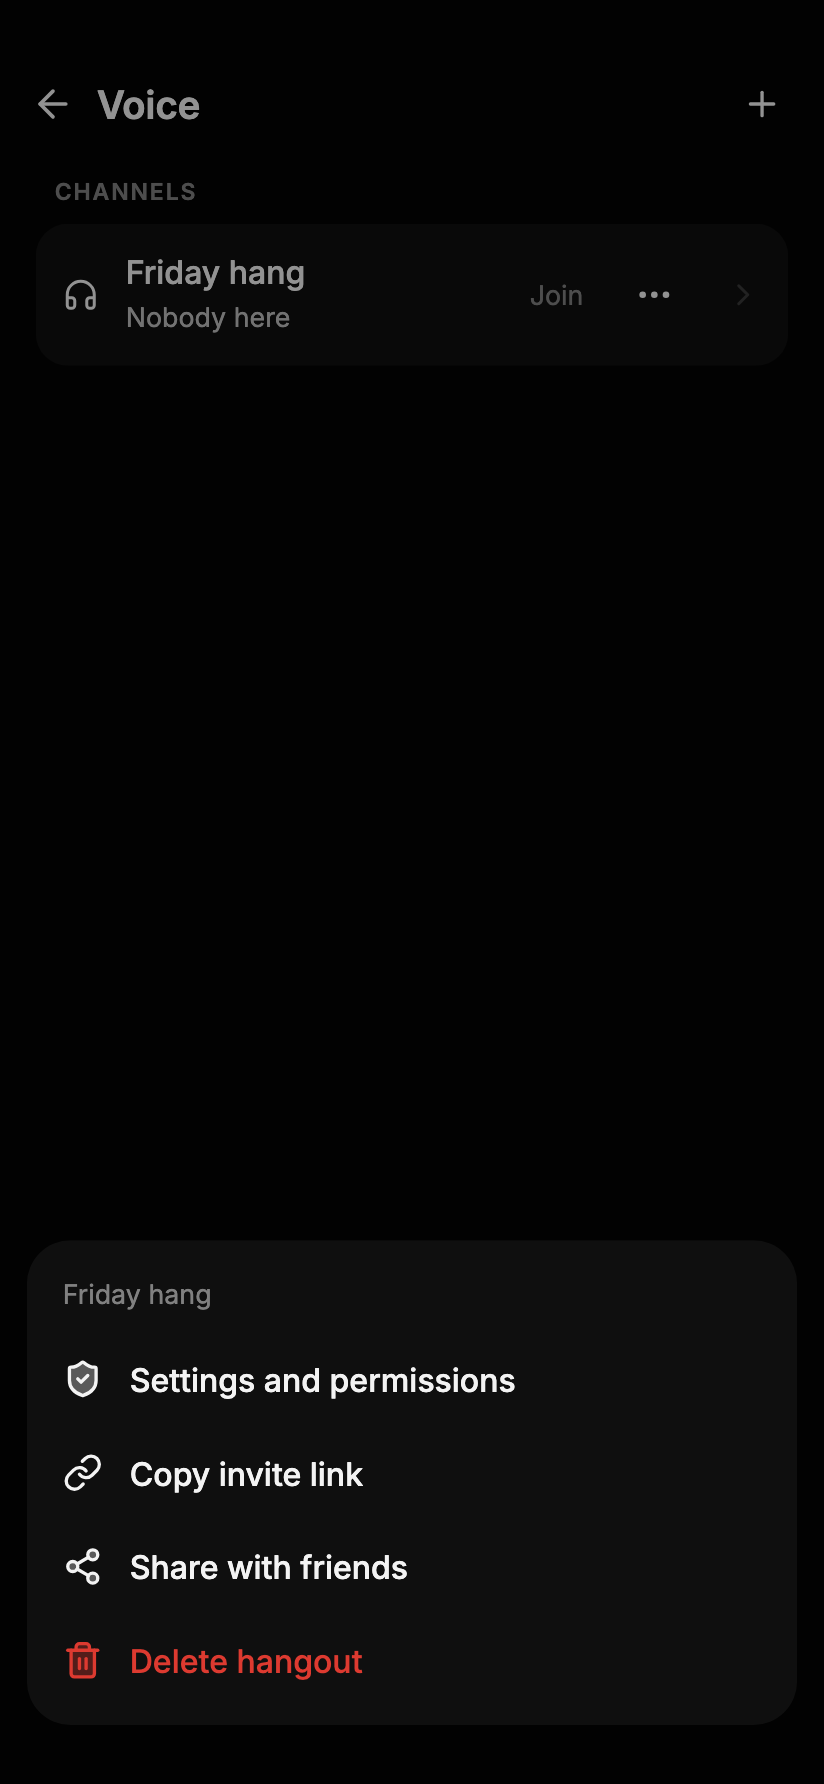 Voice
CHANNELS
Friday hang
Nobody here
Join
Friday hang
Settings and permissions
Copy invite link
Share with friends
Delete hangout